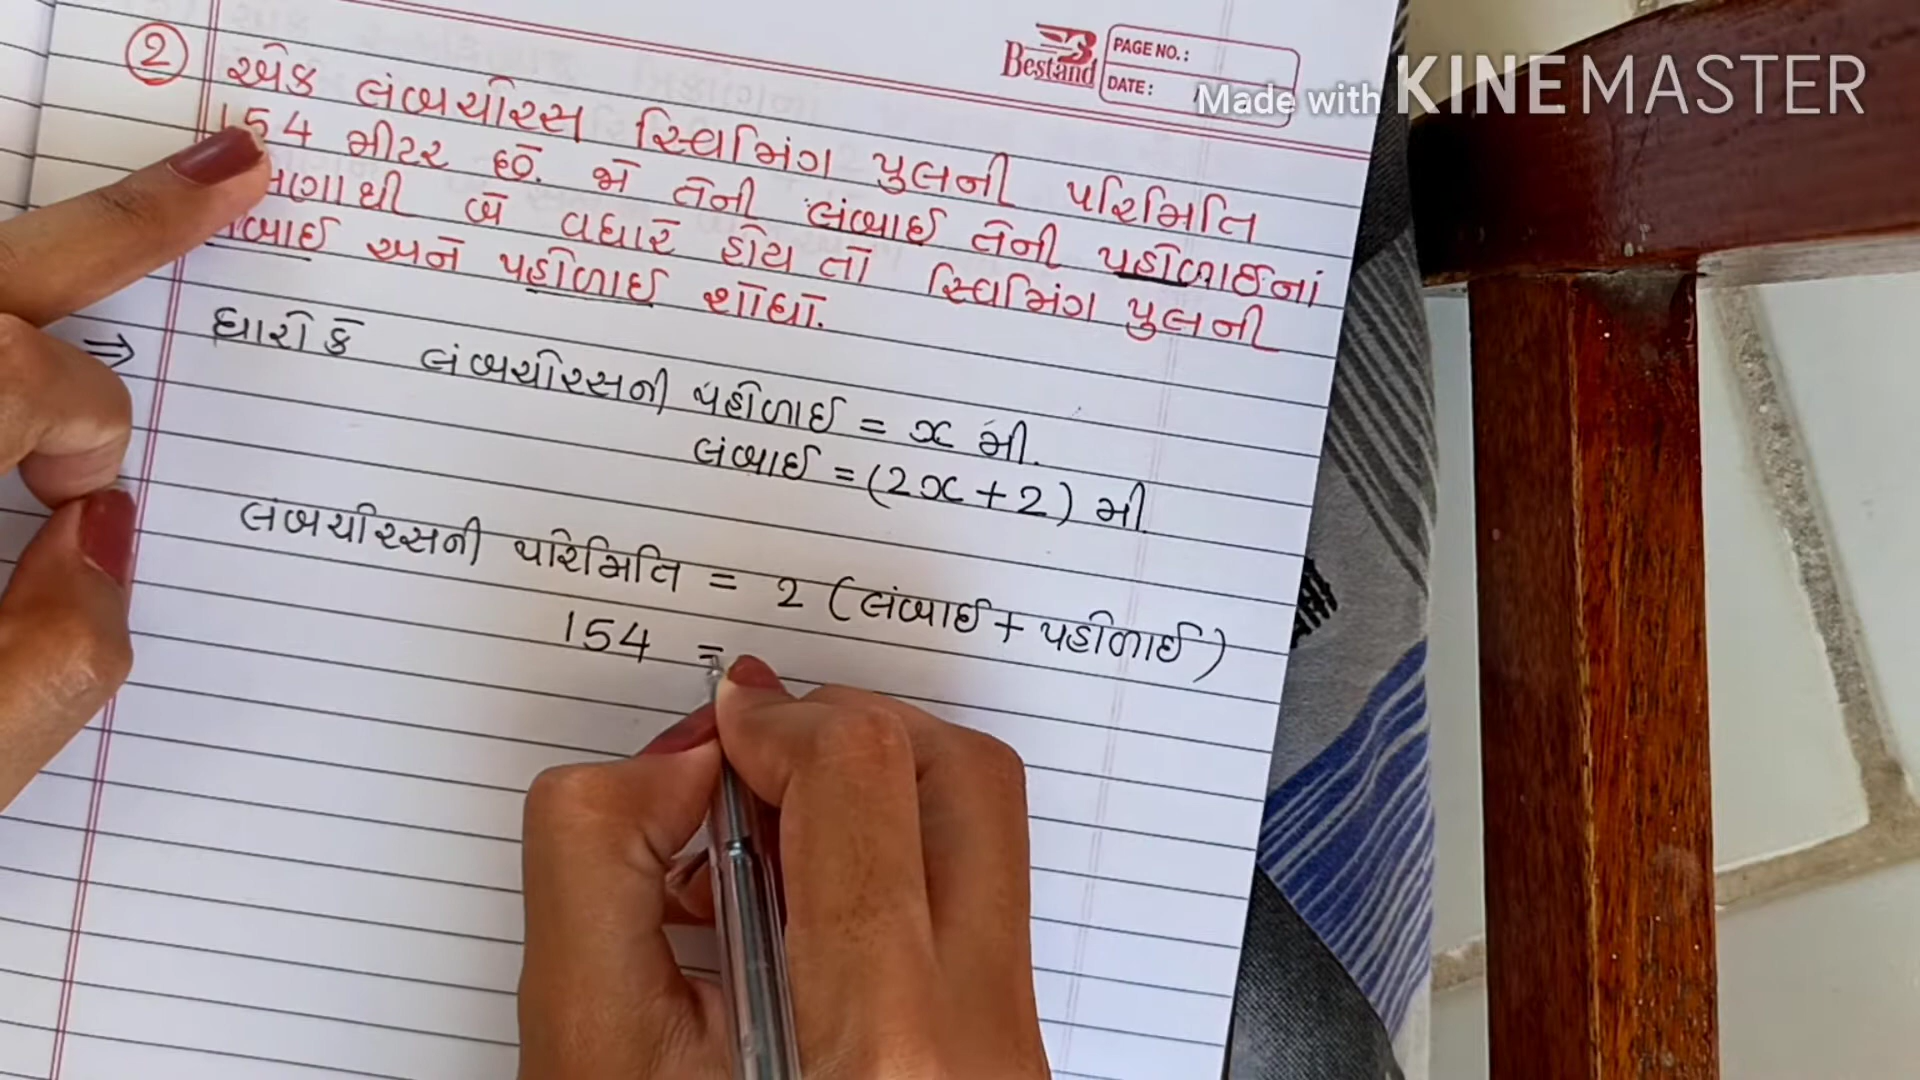 Bestand
PAGE NO. :
DATE :
Made with KINEMASTER
2 એક લંબચોરસ સ્વિમિંગ પુલની પરિમિતિ
154 મીટર છે. જો તેની લંબાઈ તેની પહોળાઈનાં
બે વધારે હોય તો સ્વિમિંગ પુલની
અને પહોળાઈ શોધો.
⇒ ધારો કે લંબચોરસની પહોળાઈ = x મી.
લંબાઈ = (2x + 2) મી
લંબચોરસની પરિમિતિ = 2 (લંબાઈ + પહોળાઈ)
154 =